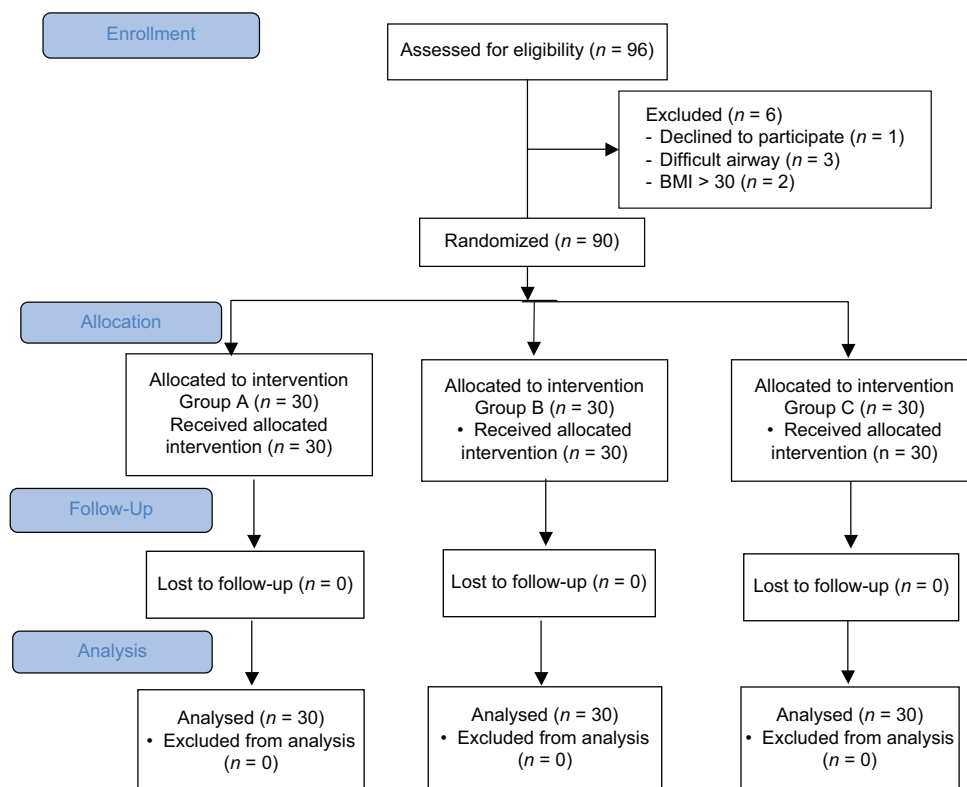 Enrollment
Assessed for eligibility (n = 96)
Excluded (n = 6)
- Declined to participate (n = 1)
- Difficult airway (n = 3)
- BMI > 30 (n = 2)
Randomized (n = 90)
Allocation
Allocated to intervention
Group A (n = 30)
Received allocated
intervention (n = 30)
Allocated to intervention
Group B (n = 30)
• Received allocated
intervention (n = 30)
Allocated to intervention
Group C (n = 30)
• Received allocated
intervention (n = 30)
Follow-Up
Lost to follow-up (n = 0)
Lost to follow-up (n = 0)
Lost to follow-up (n = 0)
Analysis
Analysed (n = 30)
• Excluded from analysis
(n = 0)
Analysed (n = 30)
• Excluded from analysis
(n = 0)
Analysed (n = 30)
• Excluded from analysis
(n = 0)